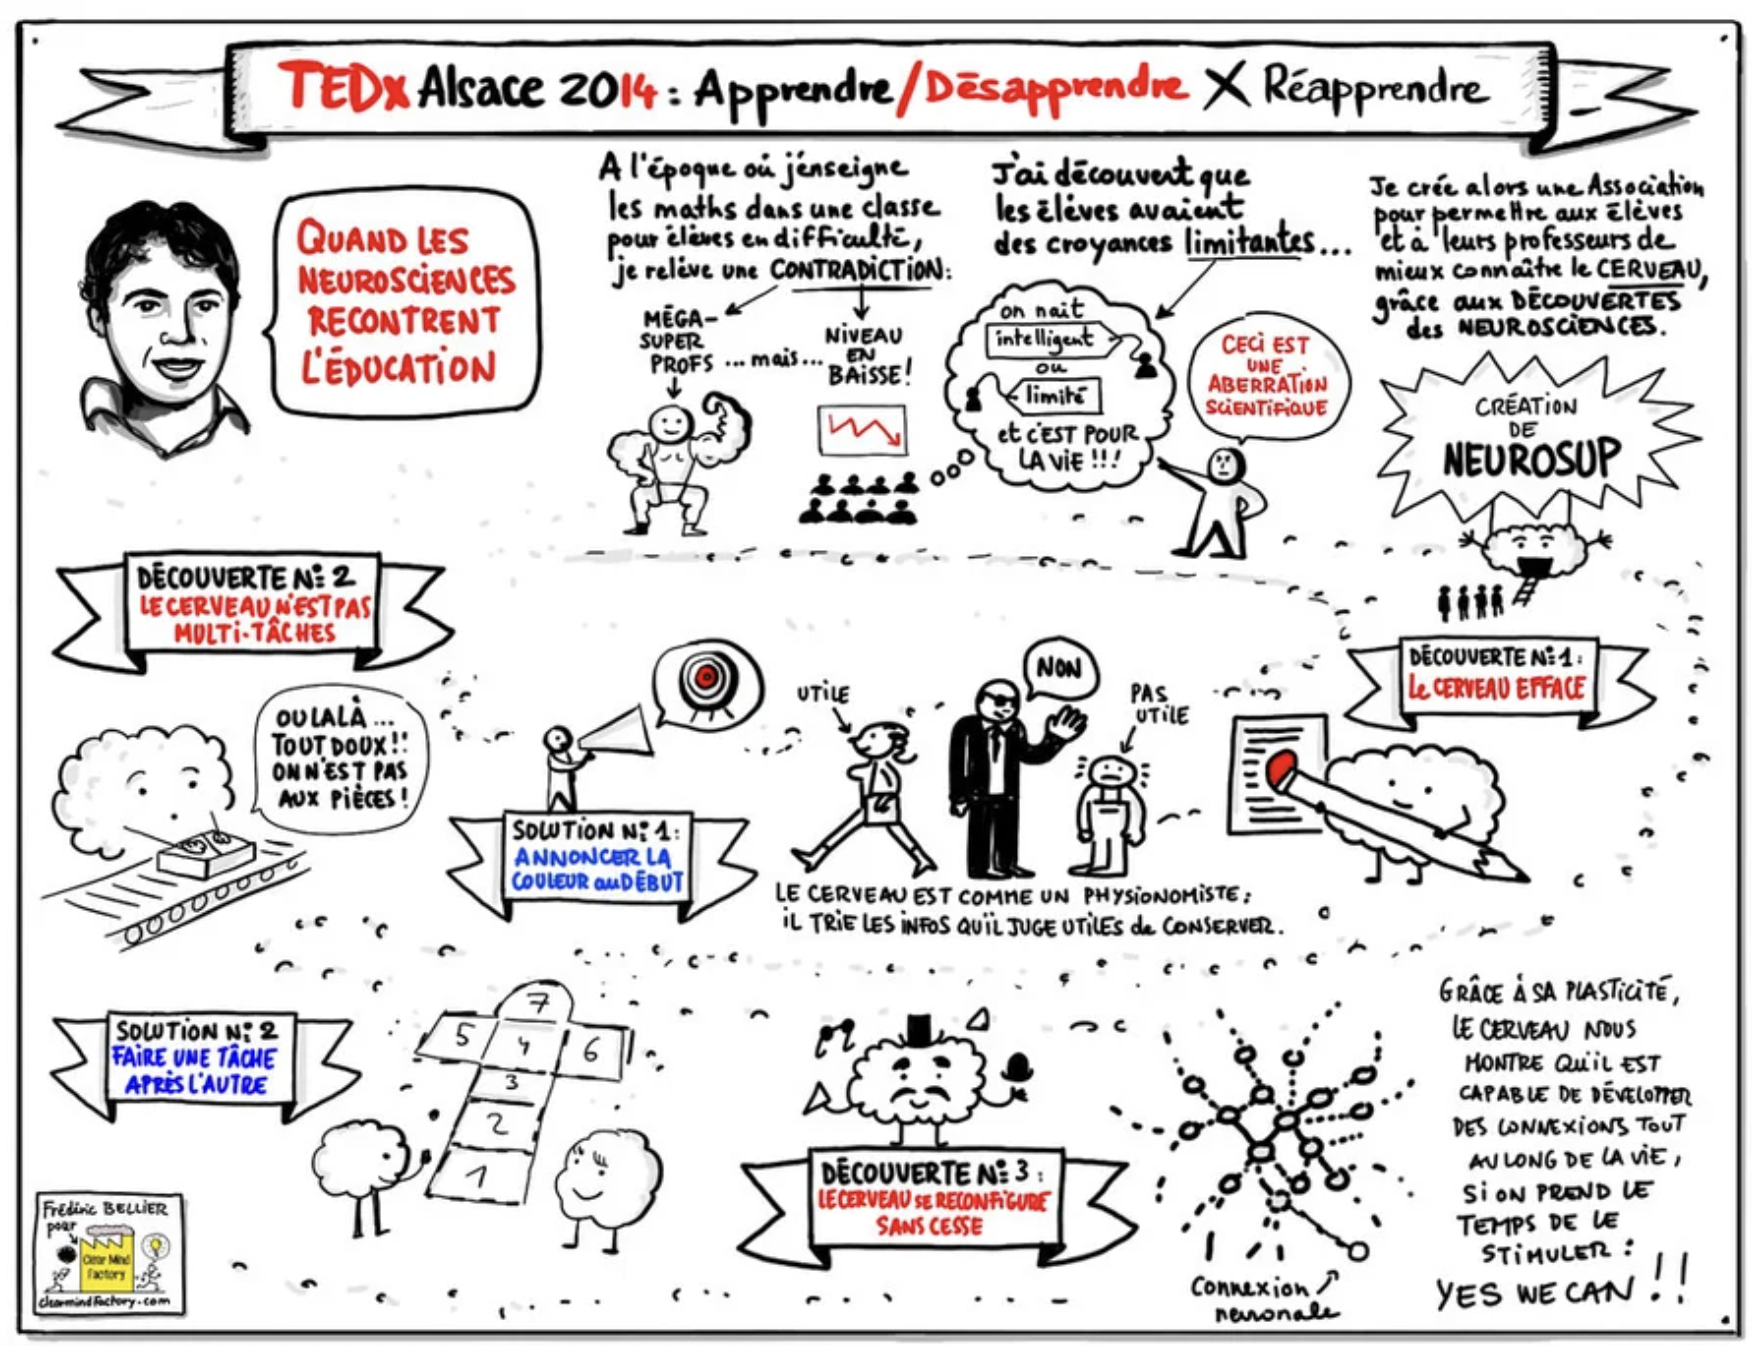 TEDx Alsace 2014 : Apprendre / Désapprendre X Réapprendre
QUAND LES
NEUROSCIENCES
RECONTRENT
L'ÉDUCATION
A l'époque où j'enseigne
les maths dans une classe
pour élèves en difficulté,
je relève une CONTRADICTION:
MÉGA-
SUPER
PROFS
...mais...
NIVEAU
EN
BAISSE!
J'ai découvert que
les élèves avaient
des croyances limitantes...
on nait
intelligent
ou
limité
et C'EST POUR
LA ViE !!!
CECi EST
UNE
ABERRATiON
SCiENTiFiQUE
Je crée alors une Association
pour permettre aux élèves
et à leurs professeurs de
mieux connaître le CERVEAU,
grâce aux DÉCOUVERTES
des NEUROSCiENCES.
CRÉATiON
DE
NEUROSUP
DÉCOUVERTE N°1 :
Le CERVEAU EFFACE
UTiLE
NON
PAS
UTiLE
LE CERVEAU EST COMME UN PHYSiONOMiSTE :
iL TRiE LES iNFOS QU'iL JUGE UTiLES de CONSERVER.
SOLUTiON N°1 :
ANNONCER LA
COULEUR au DÉBUT
DÉCOUVERTE N° 2
LE CERVEAU N'EST PAS
MULTi-TÂCHES
OULALÀ ...
TOUT DOUX !!
ON N'EST PAS
AUX PiÈCES !
SOLUTiON N° 2
FAiRE UNE TÂCHE
APRÈS L'AUTRE
7
5 4 6
3
2
1
DÉCOUVERTE N° 3 :
LE CERVEAU SE RECONFiGURE
SANS CESSE
Connexion
neuronale
GRÂCE À SA PLASTiCiTÉ,
LE CERVEAU NOUS
MONTRE QU'iL EST
CAPABLE DE DÉVELOPPER
DES CONNEXiONS TOUT
AU LONG DE LA ViE,
Si ON PREND LE
TEMPS DE LE
STiMULER :
YES WE CAN !!
Frédéric BELLiER
pour
Clear Mind
Factory
clearmindfactory.com